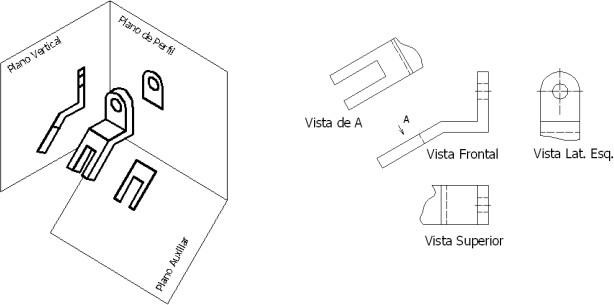 Plano Vertical
Plano de Perfil
Plano Auxiliar
Vista de A
A
Vista Frontal
Vista Lat. Esq.
Vista Superior